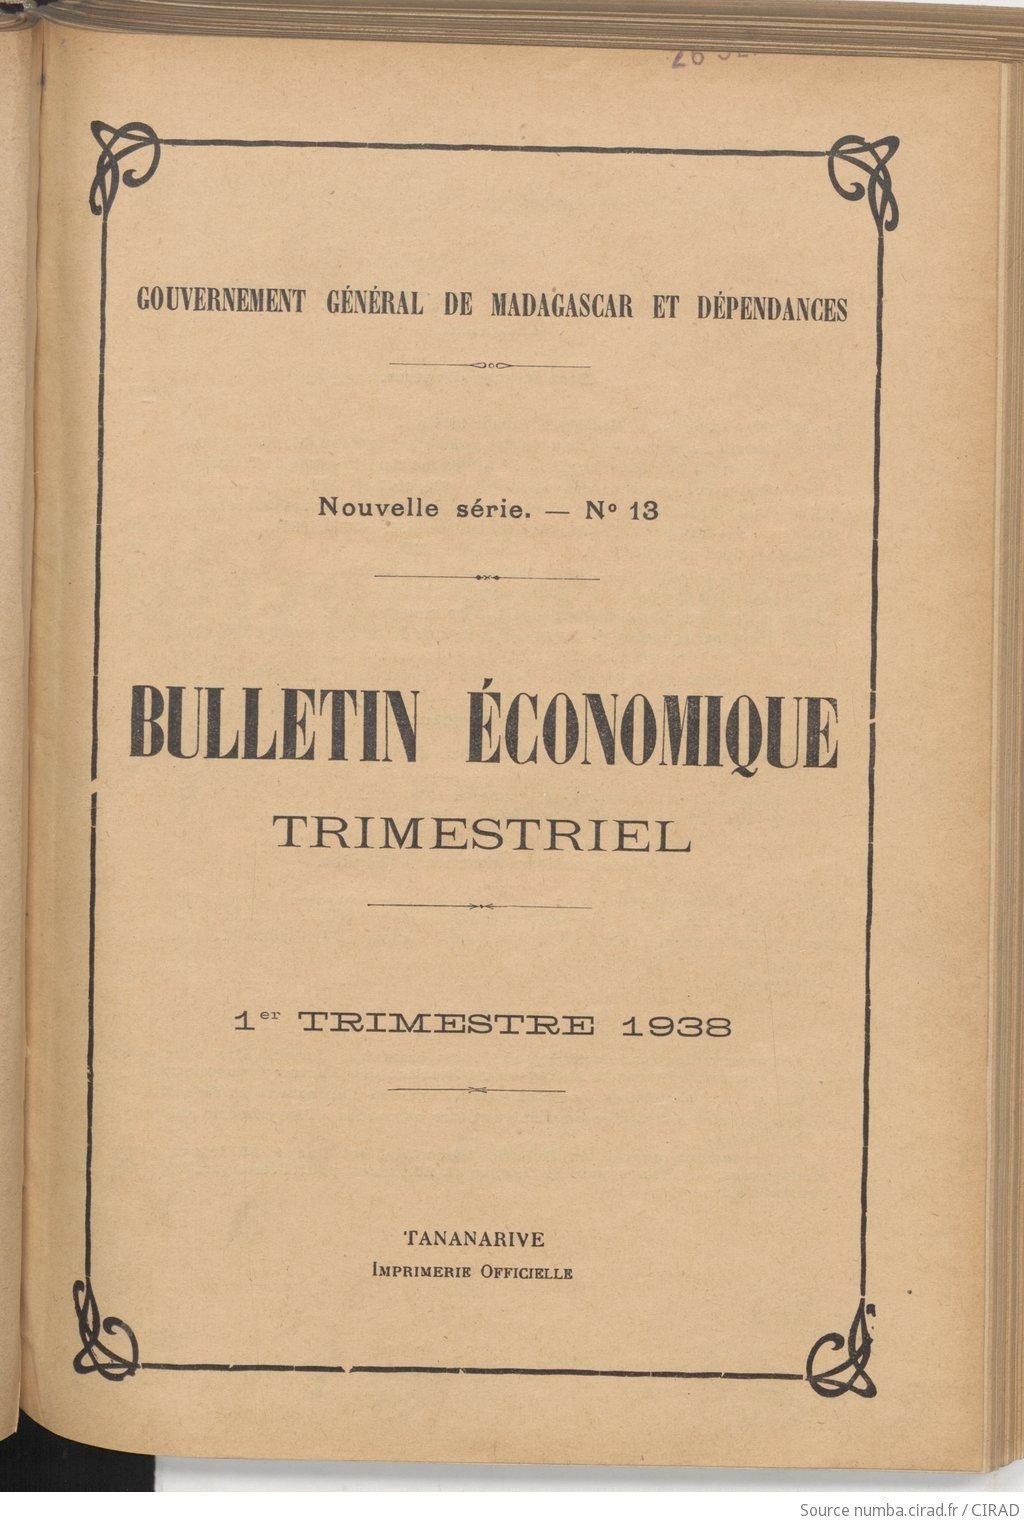 GOUVERNEMENT GÉNÉRAL DE MADAGASCAR ET DÉPENDANCES
Nouvelle série. — Nº 13
BULLETIN ÉCONOMIQUE
TRIMESTRIEL
1er TRIMESTRE 1938
TANANARIVE
IMPRIMERIE OFFICIELLE
Source numba.cirad.fr / CIRAD